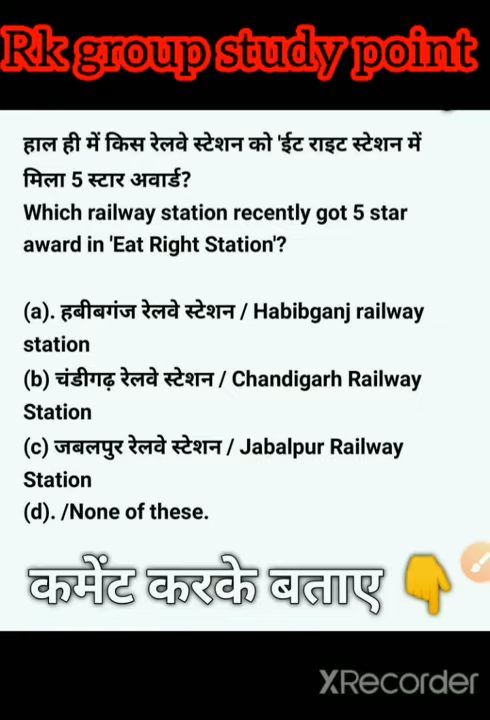 Rk group study point
हाल ही में किस रेलवे स्टेशन को 'ईट राइट स्टेशन में
मिला 5 स्टार अवार्ड?
Which railway station recently got 5 star
award in 'Eat Right Station'?
(a). हबीबगंज रेलवे स्टेशन / Habibganj railway
station
(b) चंडीगढ़ रेलवे स्टेशन / Chandigarh Railway
Station
(c) जबलपुर रेलवे स्टेशन / Jabalpur Railway
Station
(d). /None of these.
कमेंट करके बताए 👇
XRecorder